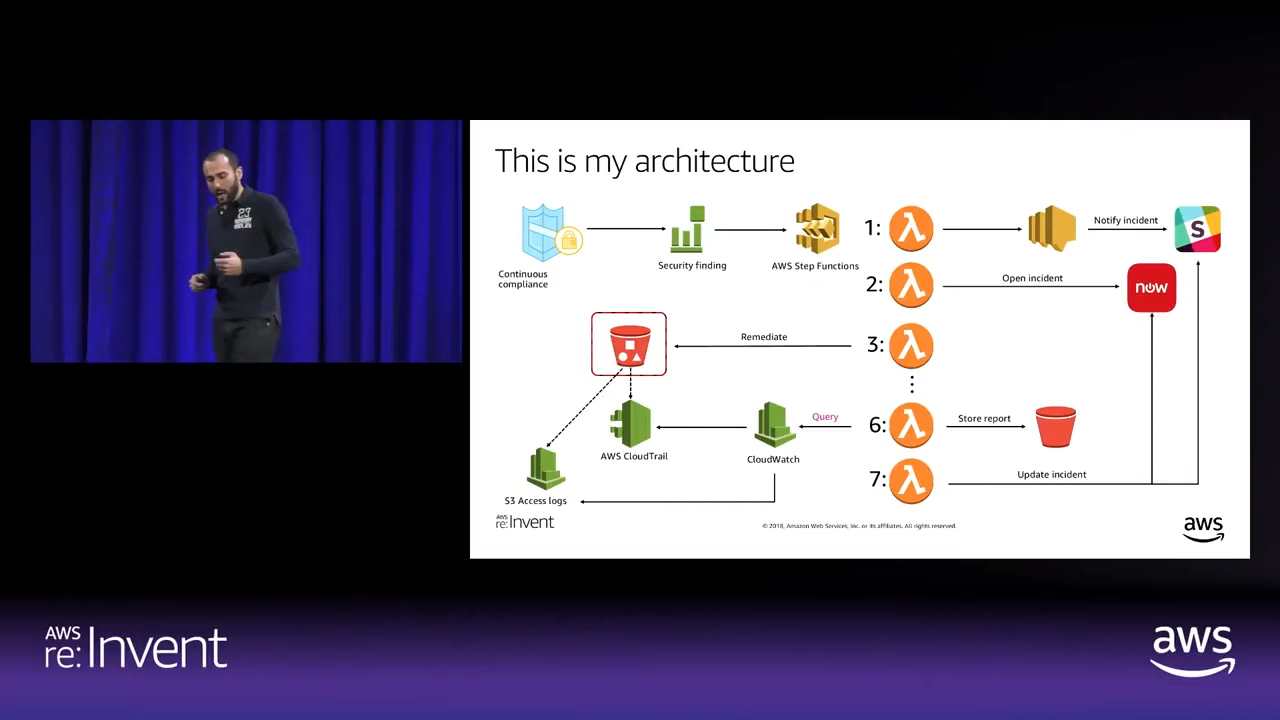 This is my architecture
1:
Notify incident
S
Continuous
compliance
Security finding
AWS Step Functions
2:
Open incident
now
Remediate
3:
Query
6:
Store report
AWS CloudTrail
CloudWatch
7:
Update incident
S3 Access logs
AWS
re:Invent
© 2018, Amazon Web Services, Inc. or its affiliates. All rights reserved.
aws
AWS
re:Invent
aws